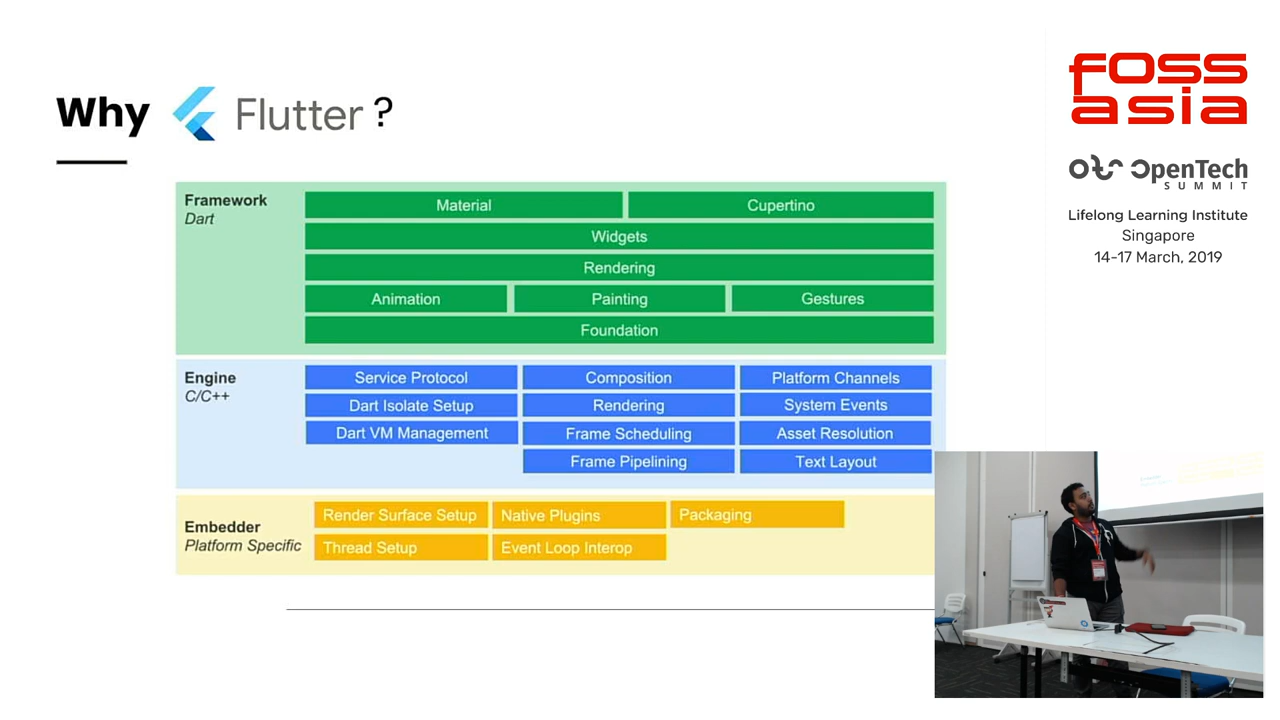 Why Flutter ?
Framework
Dart
Material
Cupertino
Widgets
Rendering
Animation
Painting
Gestures
Foundation
Engine
C/C++
Service Protocol
Composition
Platform Channels
Dart Isolate Setup
Rendering
System Events
Dart VM Management
Frame Scheduling
Asset Resolution
Frame Pipelining
Text Layout
Embedder
Platform Specific
Render Surface Setup
Native Plugins
Packaging
Thread Setup
Event Loop Interop
foss
asia
OpenTech
SUMMIT
Lifelong Learning Institute
Singapore
14-17 March, 2019